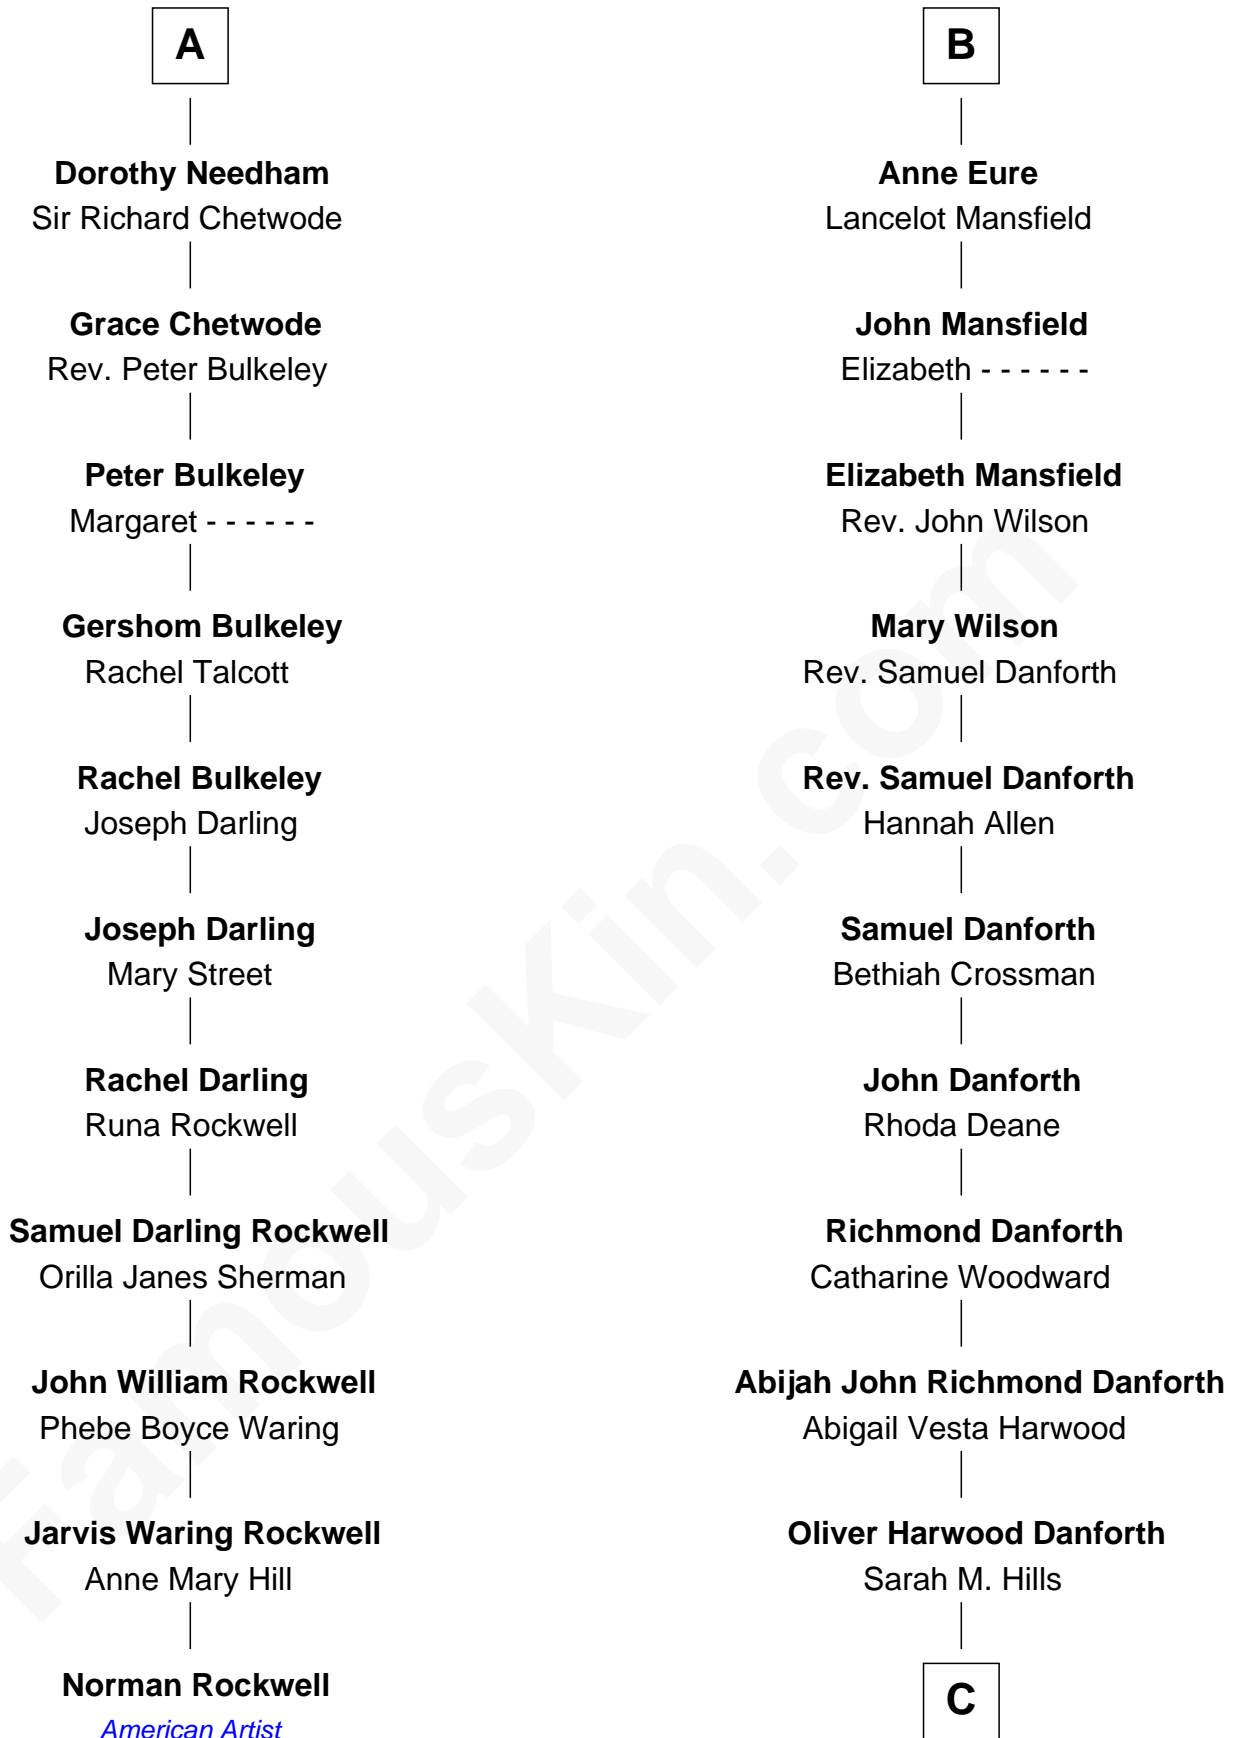 A
Dorothy Needham
Sir Richard Chetwode
Grace Chetwode
Rev. Peter Bulkeley
Peter Bulkeley
Margaret - - - - - -
Gershom Bulkeley
Rachel Talcott
Rachel Bulkeley
Joseph Darling
Joseph Darling
Mary Street
Rachel Darling
Runa Rockwell
Samuel Darling Rockwell
Orilla Janes Sherman
John William Rockwell
Phebe Boyce Waring
Jarvis Waring Rockwell
Anne Mary Hill
Norman Rockwell
American Artist
B
Anne Eure
Lancelot Mansfield
John Mansfield
Elizabeth - - - - - -
Elizabeth Mansfield
Rev. John Wilson
Mary Wilson
Rev. Samuel Danforth
Rev. Samuel Danforth
Hannah Allen
Samuel Danforth
Bethiah Crossman
John Danforth
Rhoda Deane
Richmond Danforth
Catharine Woodward
Abijah John Richmond Danforth
Abigail Vesta Harwood
Oliver Harwood Danforth
Sarah M. Hills
C
FamousKin.com